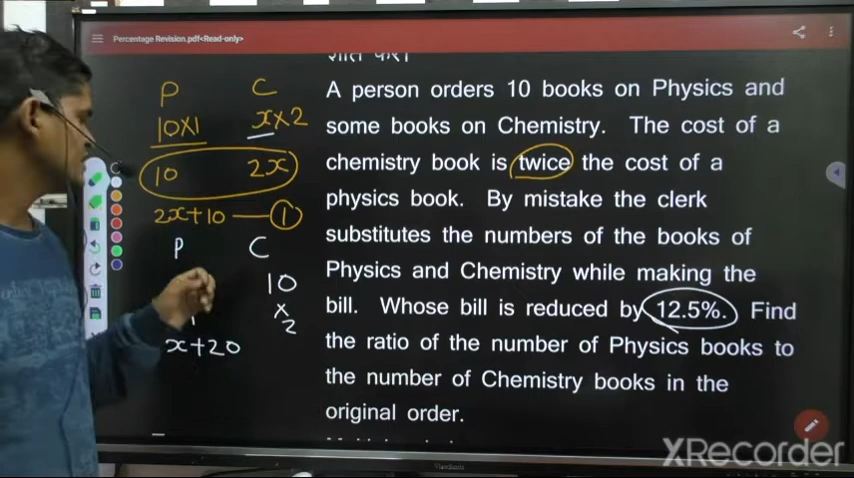 Percentage Revision.pdf<Read-only>
P C
10×1 x×2
10 2x
2x+10 — 1
P C
10
×
2
x+20
A person orders 10 books on Physics and
some books on Chemistry. The cost of a
chemistry book is twice the cost of a
physics book. By mistake the clerk
substitutes the numbers of the books of
Physics and Chemistry while making the
bill. Whose bill is reduced by 12.5%. Find
the ratio of the number of Physics books to
the number of Chemistry books in the
original order.
XRecorder
ViewSonic